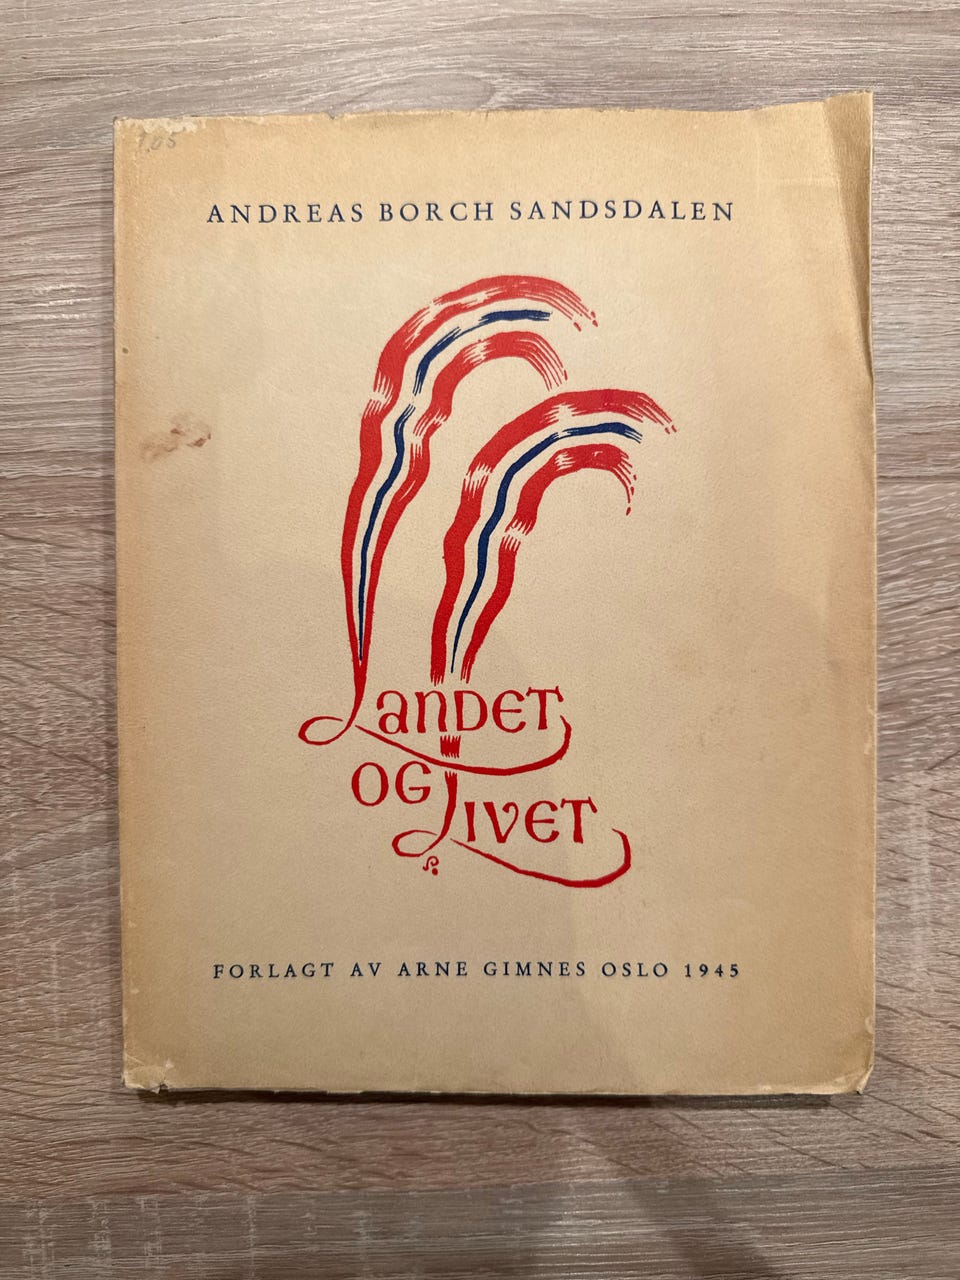 ANDREAS BORCH SANDSDALEN
LANDET
OG LIVET
FORLAGT AV ARNE GIMNES OSLO 1945